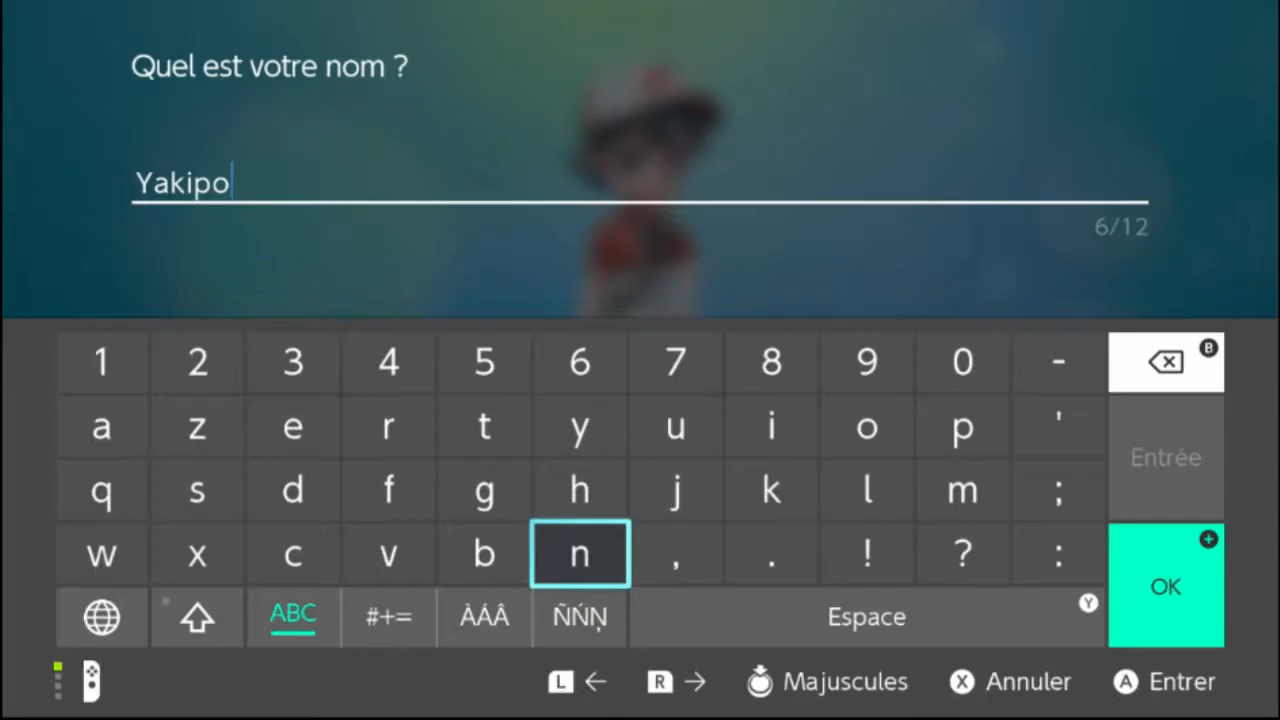 Quel est votre nom ?
Yakipo
6/12
1 2 3 4 5 6 7 8 9 0 - B
a z e r t y u i o p ' Entrée
q s d f g h j k l m ;
w x c v b n , . ! ? : + OK
ABC #+= ÀÁÂ ÑŃŅ Espace Y
L ← R → Majuscules X Annuler A Entrer